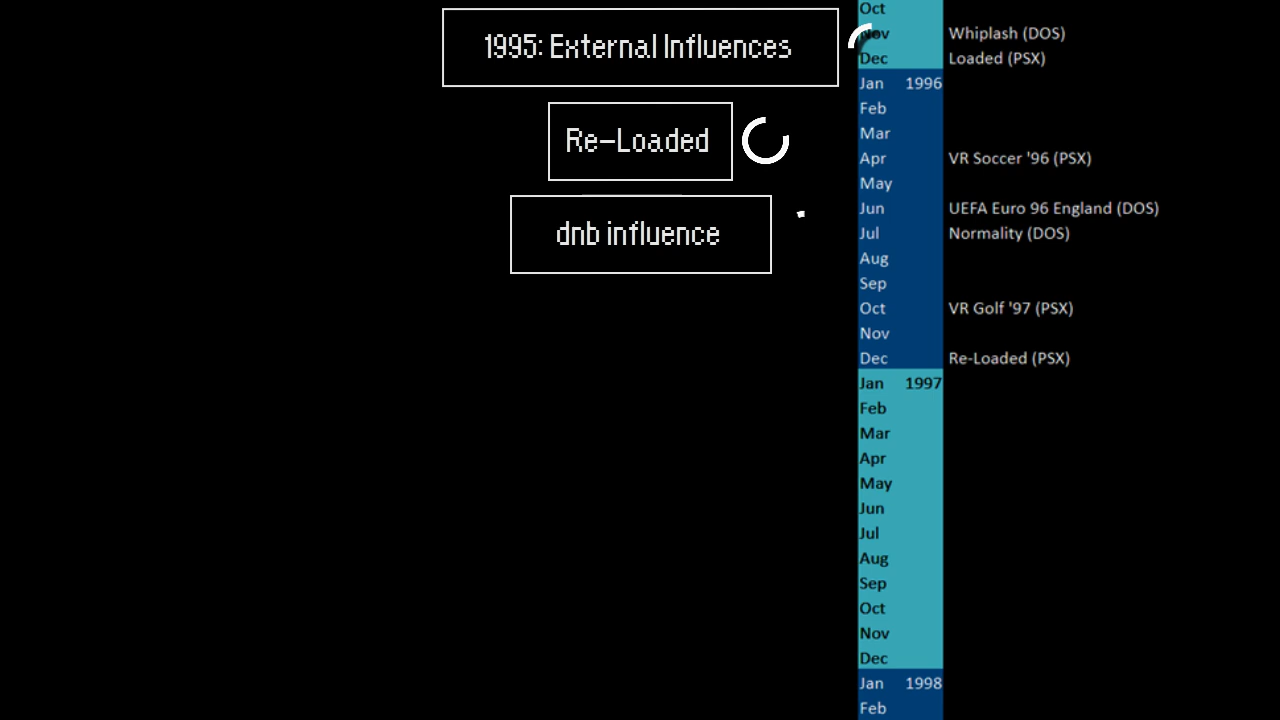 1995: External Influences
Re-Loaded
dnb influence
Oct
Nov Whiplash (DOS)
Dec Loaded (PSX)
Jan 1996
Feb
Mar
Apr VR Soccer '96 (PSX)
May
Jun UEFA Euro 96 England (DOS)
Jul Normality (DOS)
Aug
Sep
Oct VR Golf '97 (PSX)
Nov
Dec Re-Loaded (PSX)
Jan 1997
Feb
Mar
Apr
May
Jun
Jul
Aug
Sep
Oct
Nov
Dec
Jan 1998
Feb